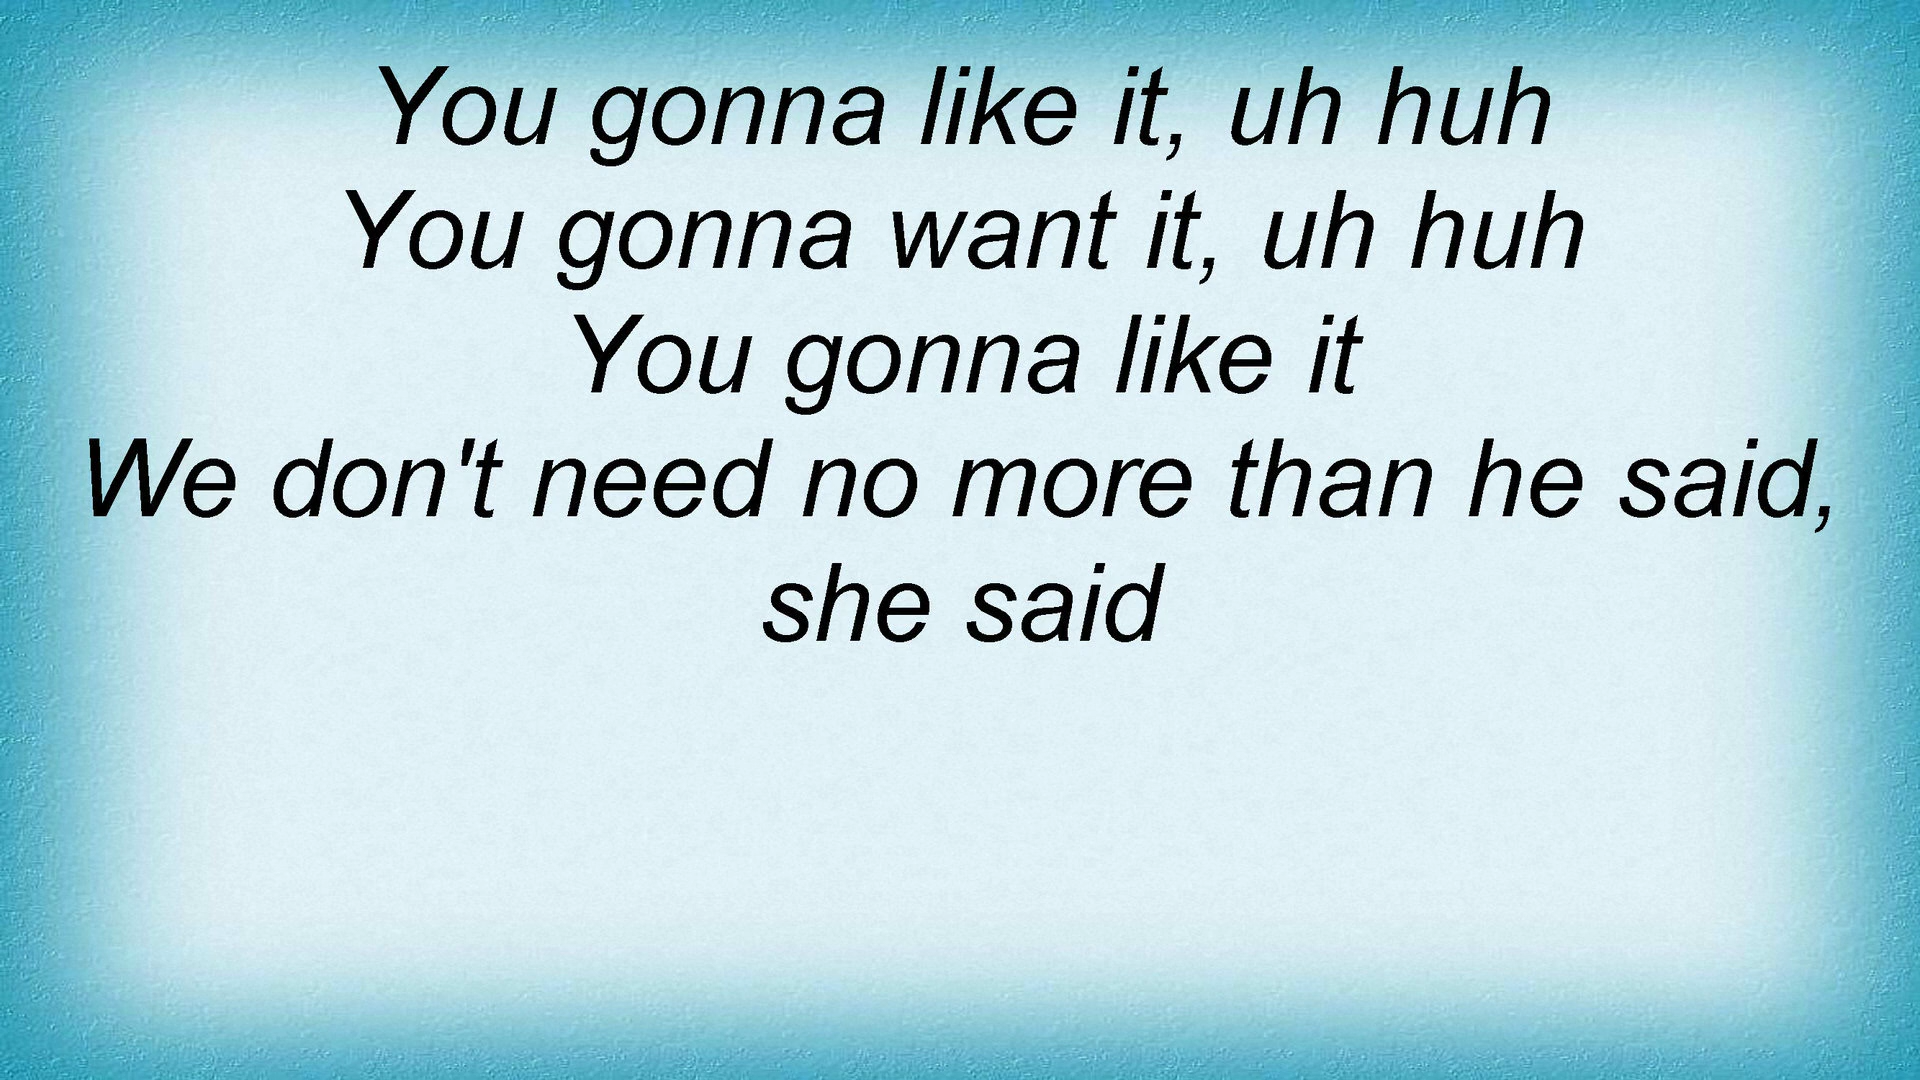 You gonna like it, uh huh
You gonna want it, uh huh
You gonna like it
We don't need no more than he said,
she said